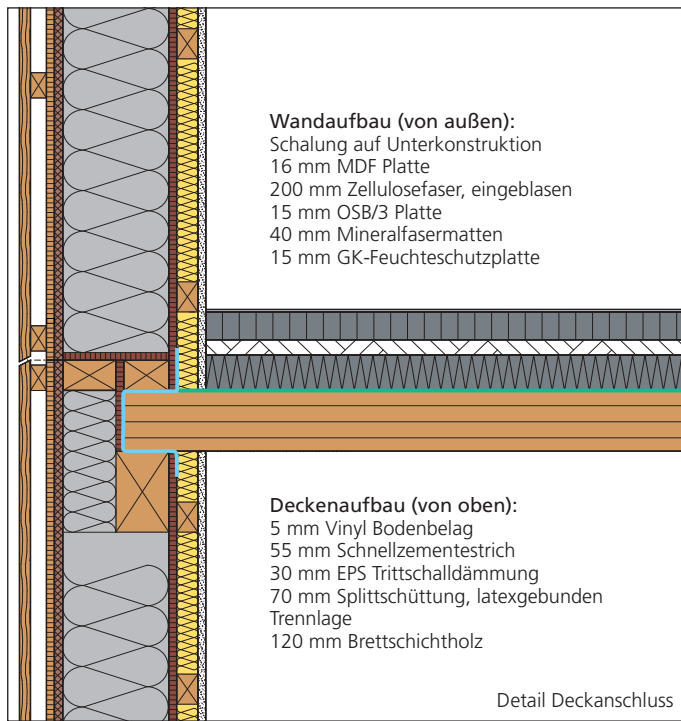 Wandaufbau (von außen):
Schalung auf Unterkonstruktion
16 mm MDF Platte
200 mm Zellulosefaser, eingeblasen
15 mm OSB/3 Platte
40 mm Mineralfasermatten
15 mm GK-Feuchteschutzplatte
Deckenaufbau (von oben):
5 mm Vinyl Bodenbelag
55 mm Schnellzementestrich
30 mm EPS Trittschalldämmung
70 mm Splittschüttung, latexgebunden
Trennlage
120 mm Brettschichtholz
Detail Deckanschluss